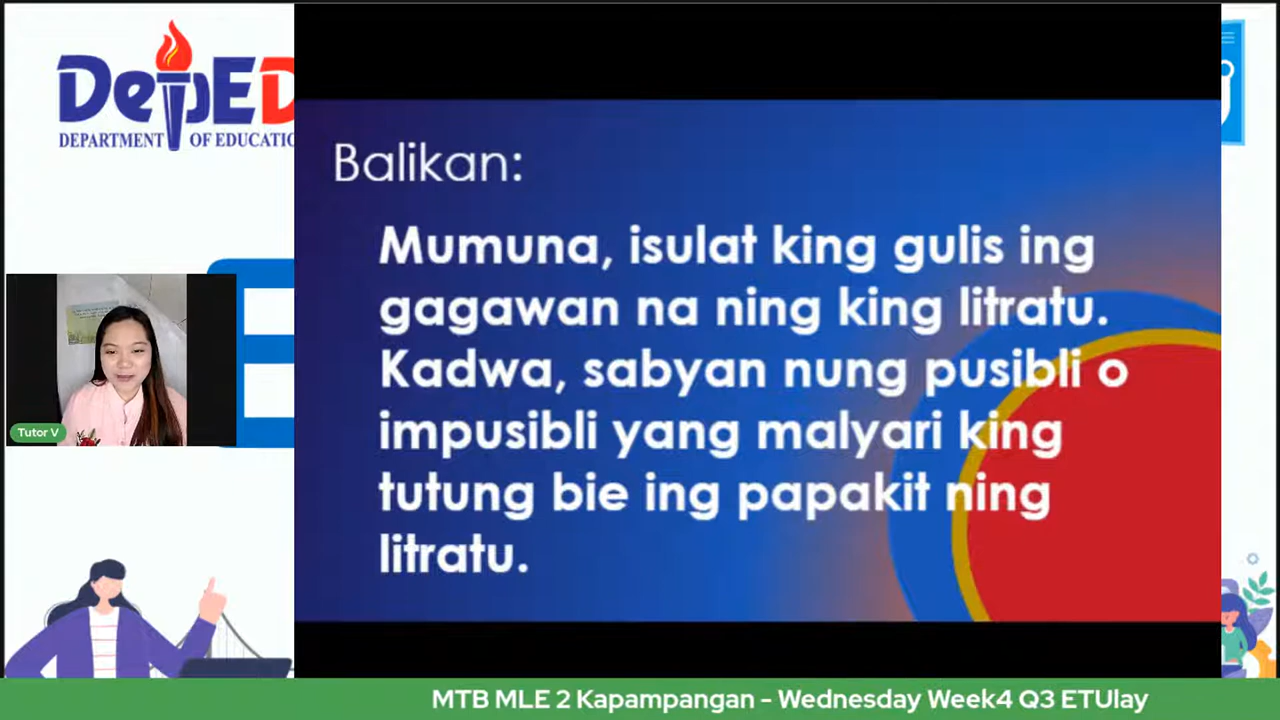 DepED
DEPARTMENT OF EDUCATIO
Balikan:
Mumuna, isulat king gulis ing
gagawan na ning king litratu.
Kadwa, sabyan nung pusibli o
impusibli yang malyari king
tutung bie ing papakit ning
litratu.
Tutor V
MTB MLE 2 Kapampangan - Wednesday Week4 Q3 ETUlay